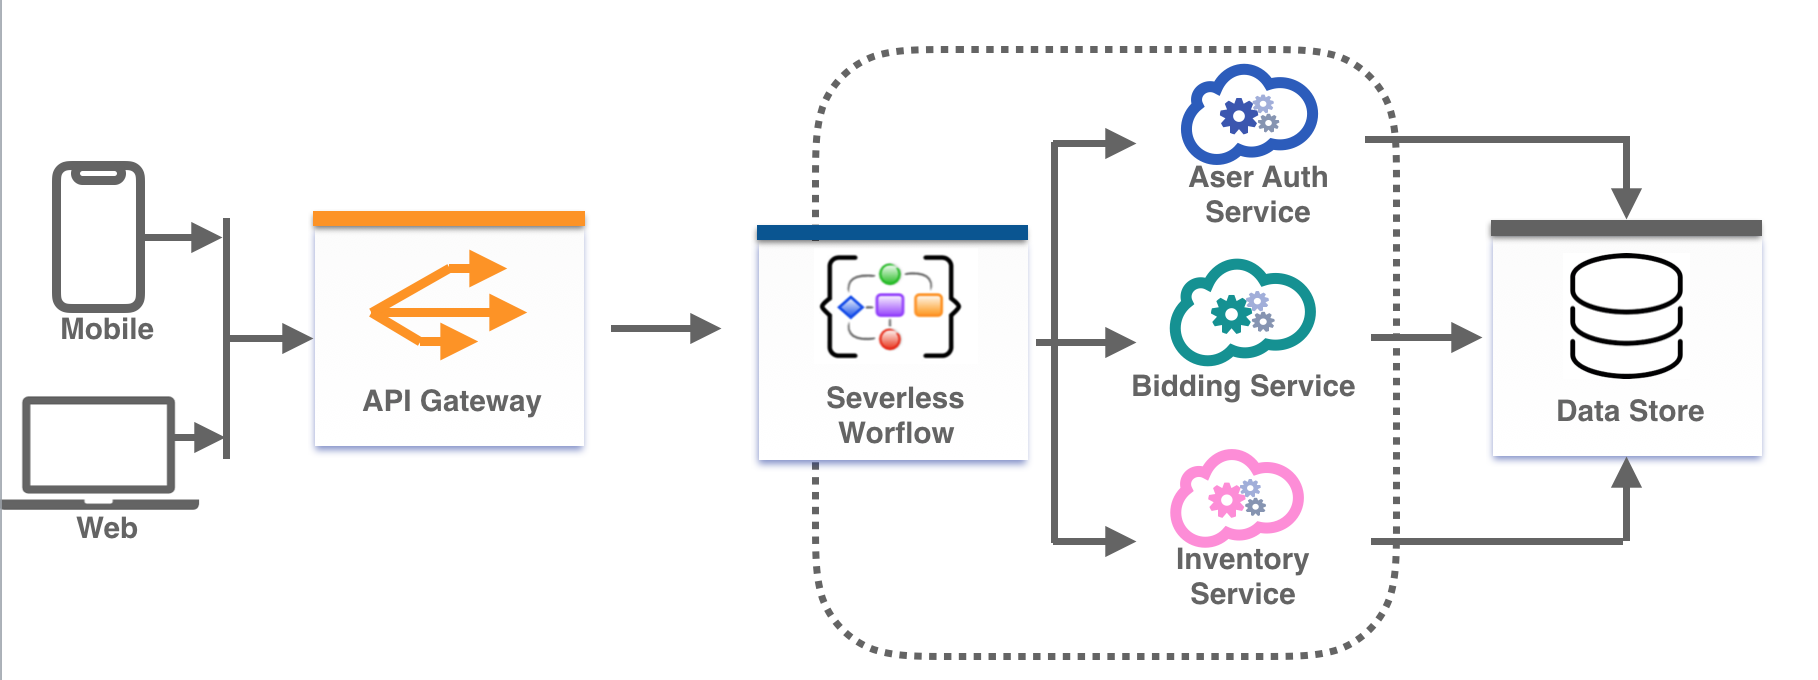 Mobile
Web
API Gateway
Severless
Worflow
Aser Auth
Service
Bidding Service
Inventory
Service
Data Store